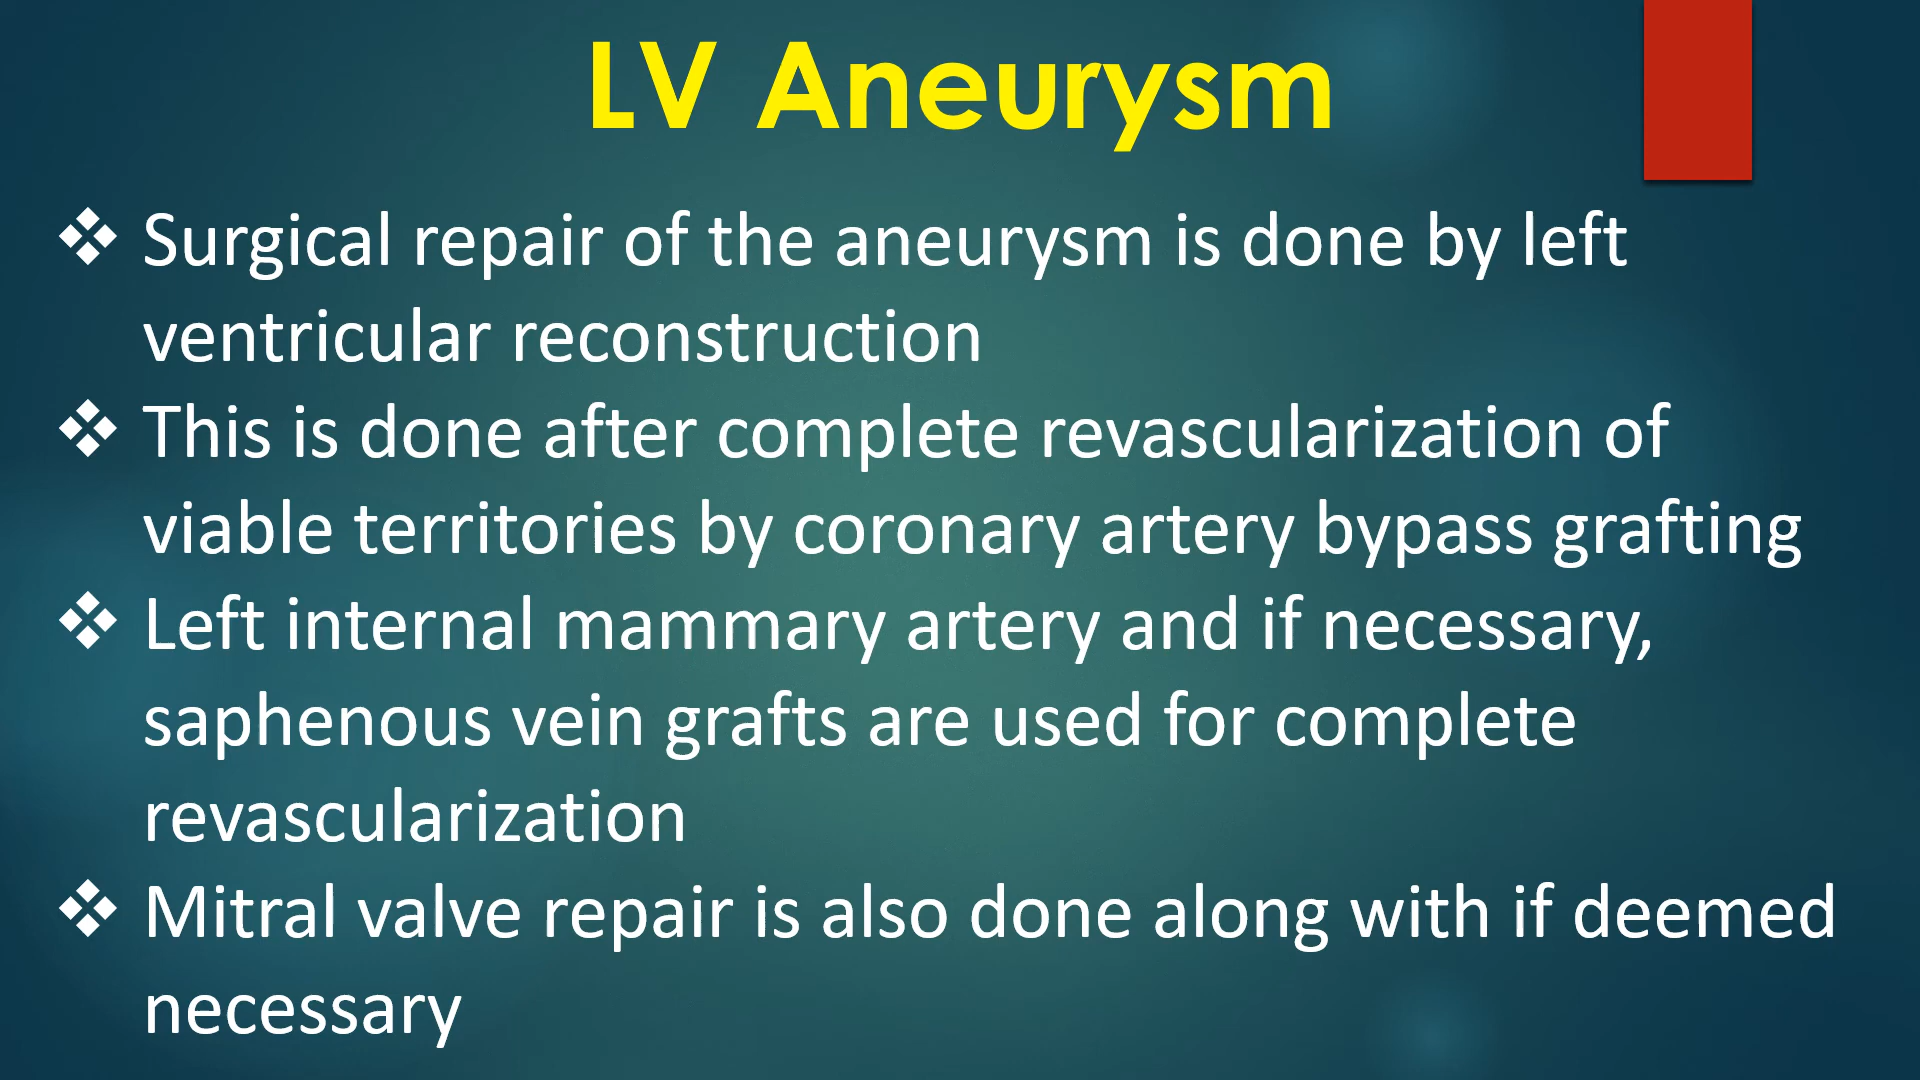 LV Aneurysm
❖ Surgical repair of the aneurysm is done by left
ventricular reconstruction
❖ This is done after complete revascularization of
viable territories by coronary artery bypass grafting
❖ Left internal mammary artery and if necessary,
saphenous vein grafts are used for complete
revascularization
❖ Mitral valve repair is also done along with if deemed
necessary